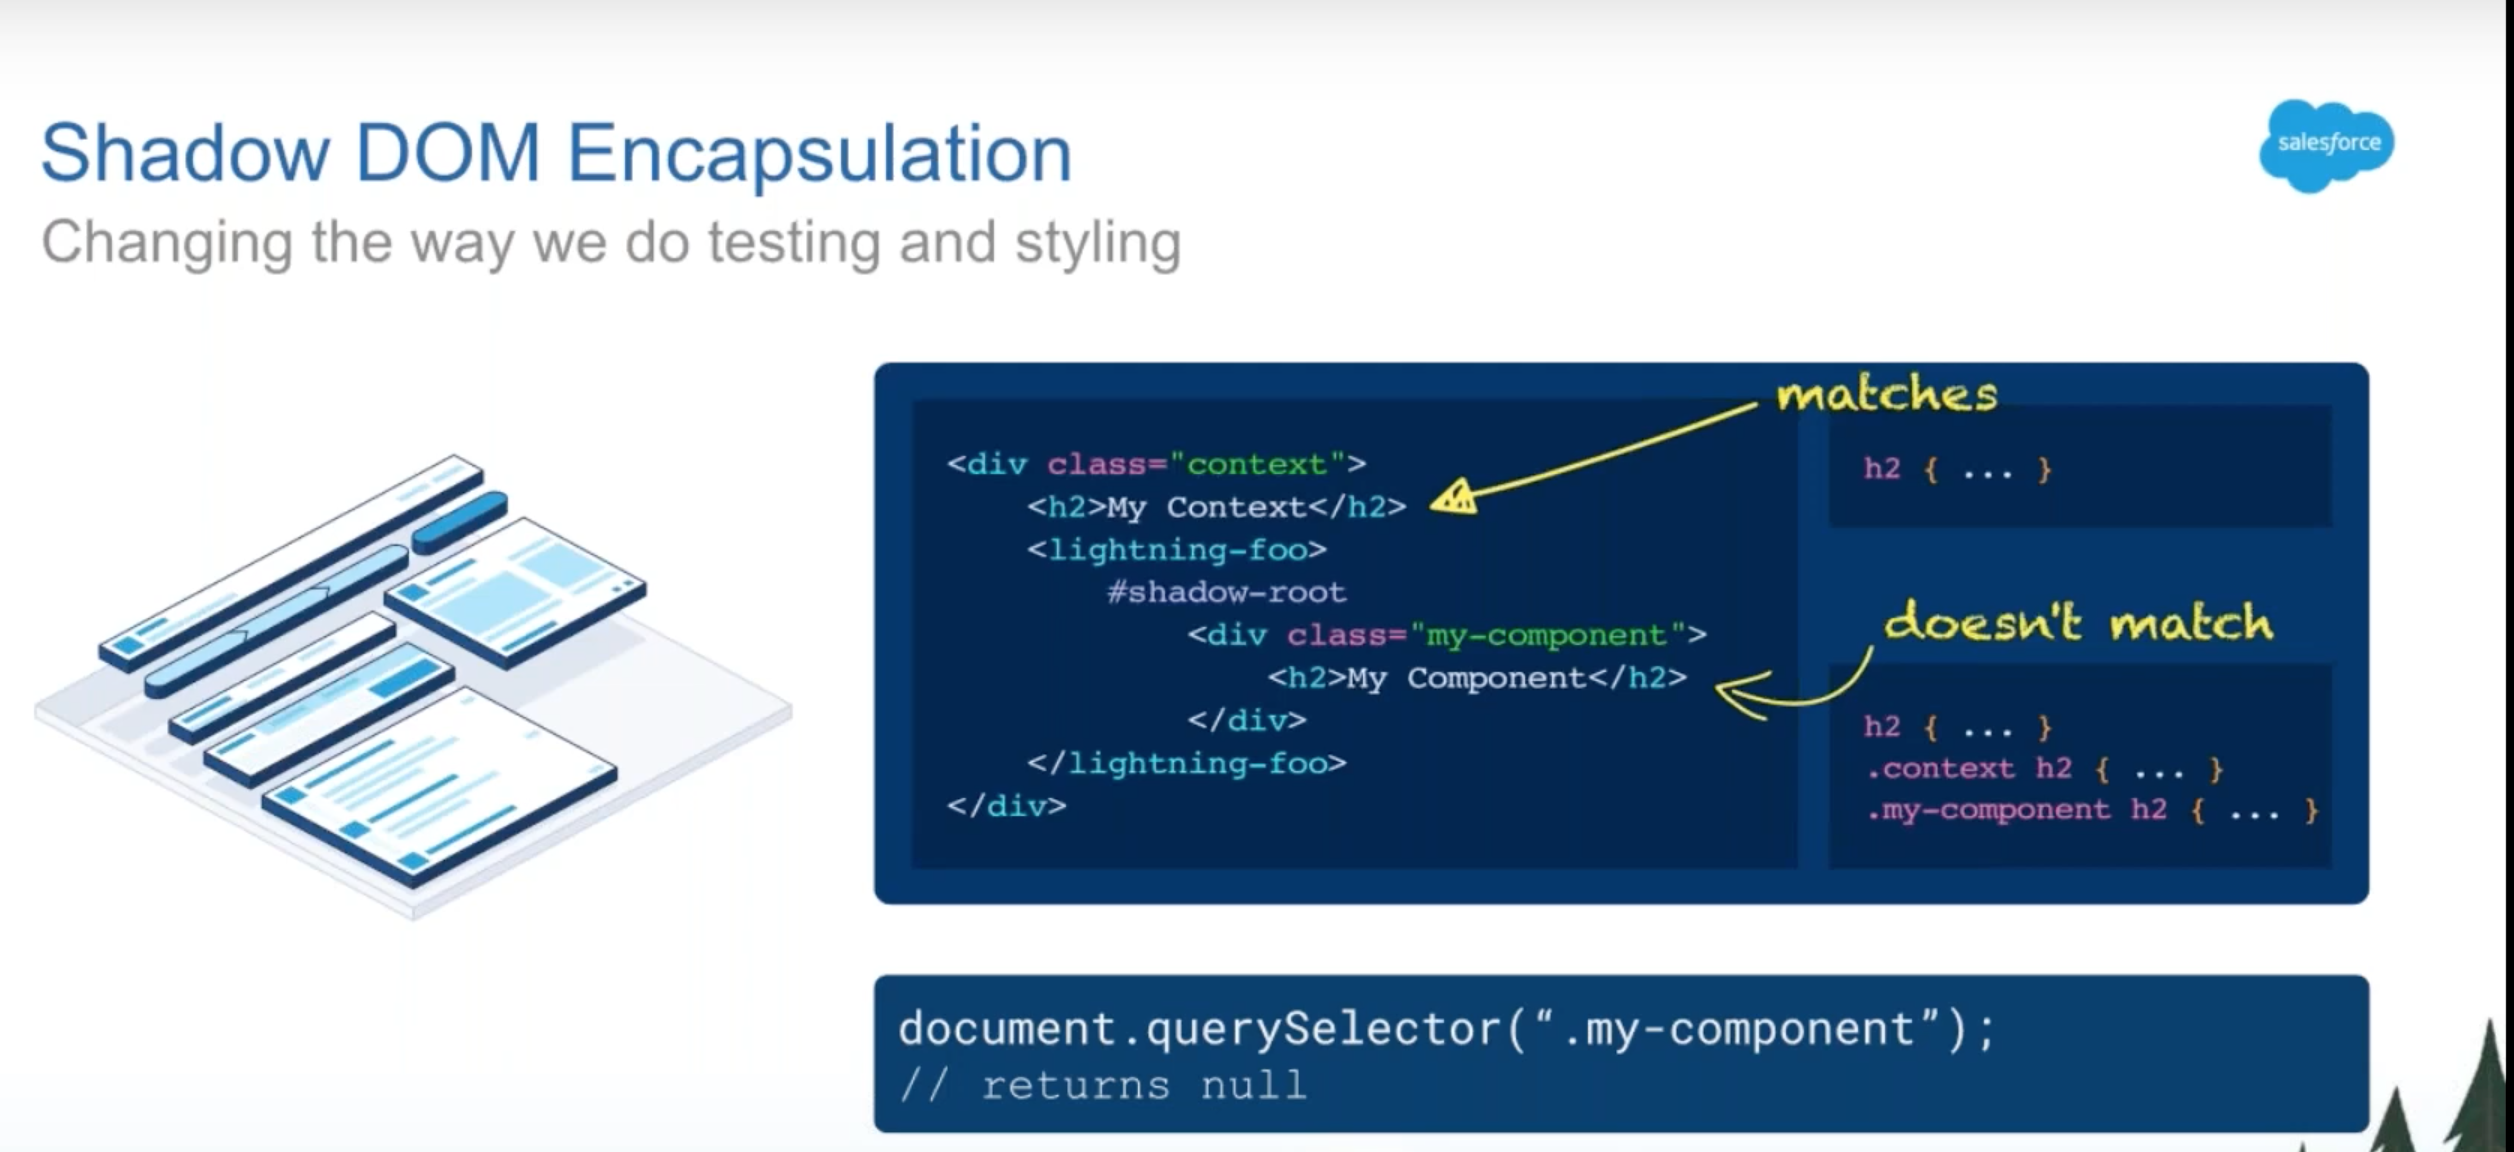 Shadow DOM Encapsulation
salesforce
Changing the way we do testing and styling
matches
<div class="context">
<h2>My Context</h2>
<lightning-foo>
#shadow-root
<div class="my-component">
<h2>My Component</h2>
</div>
</lightning-foo>
</div>
h2 { ... }
doesn't match
h2 { ... }
.context h2 { ... }
.my-component h2 { ... }
document.querySelector(“.my-component”);
// returns null